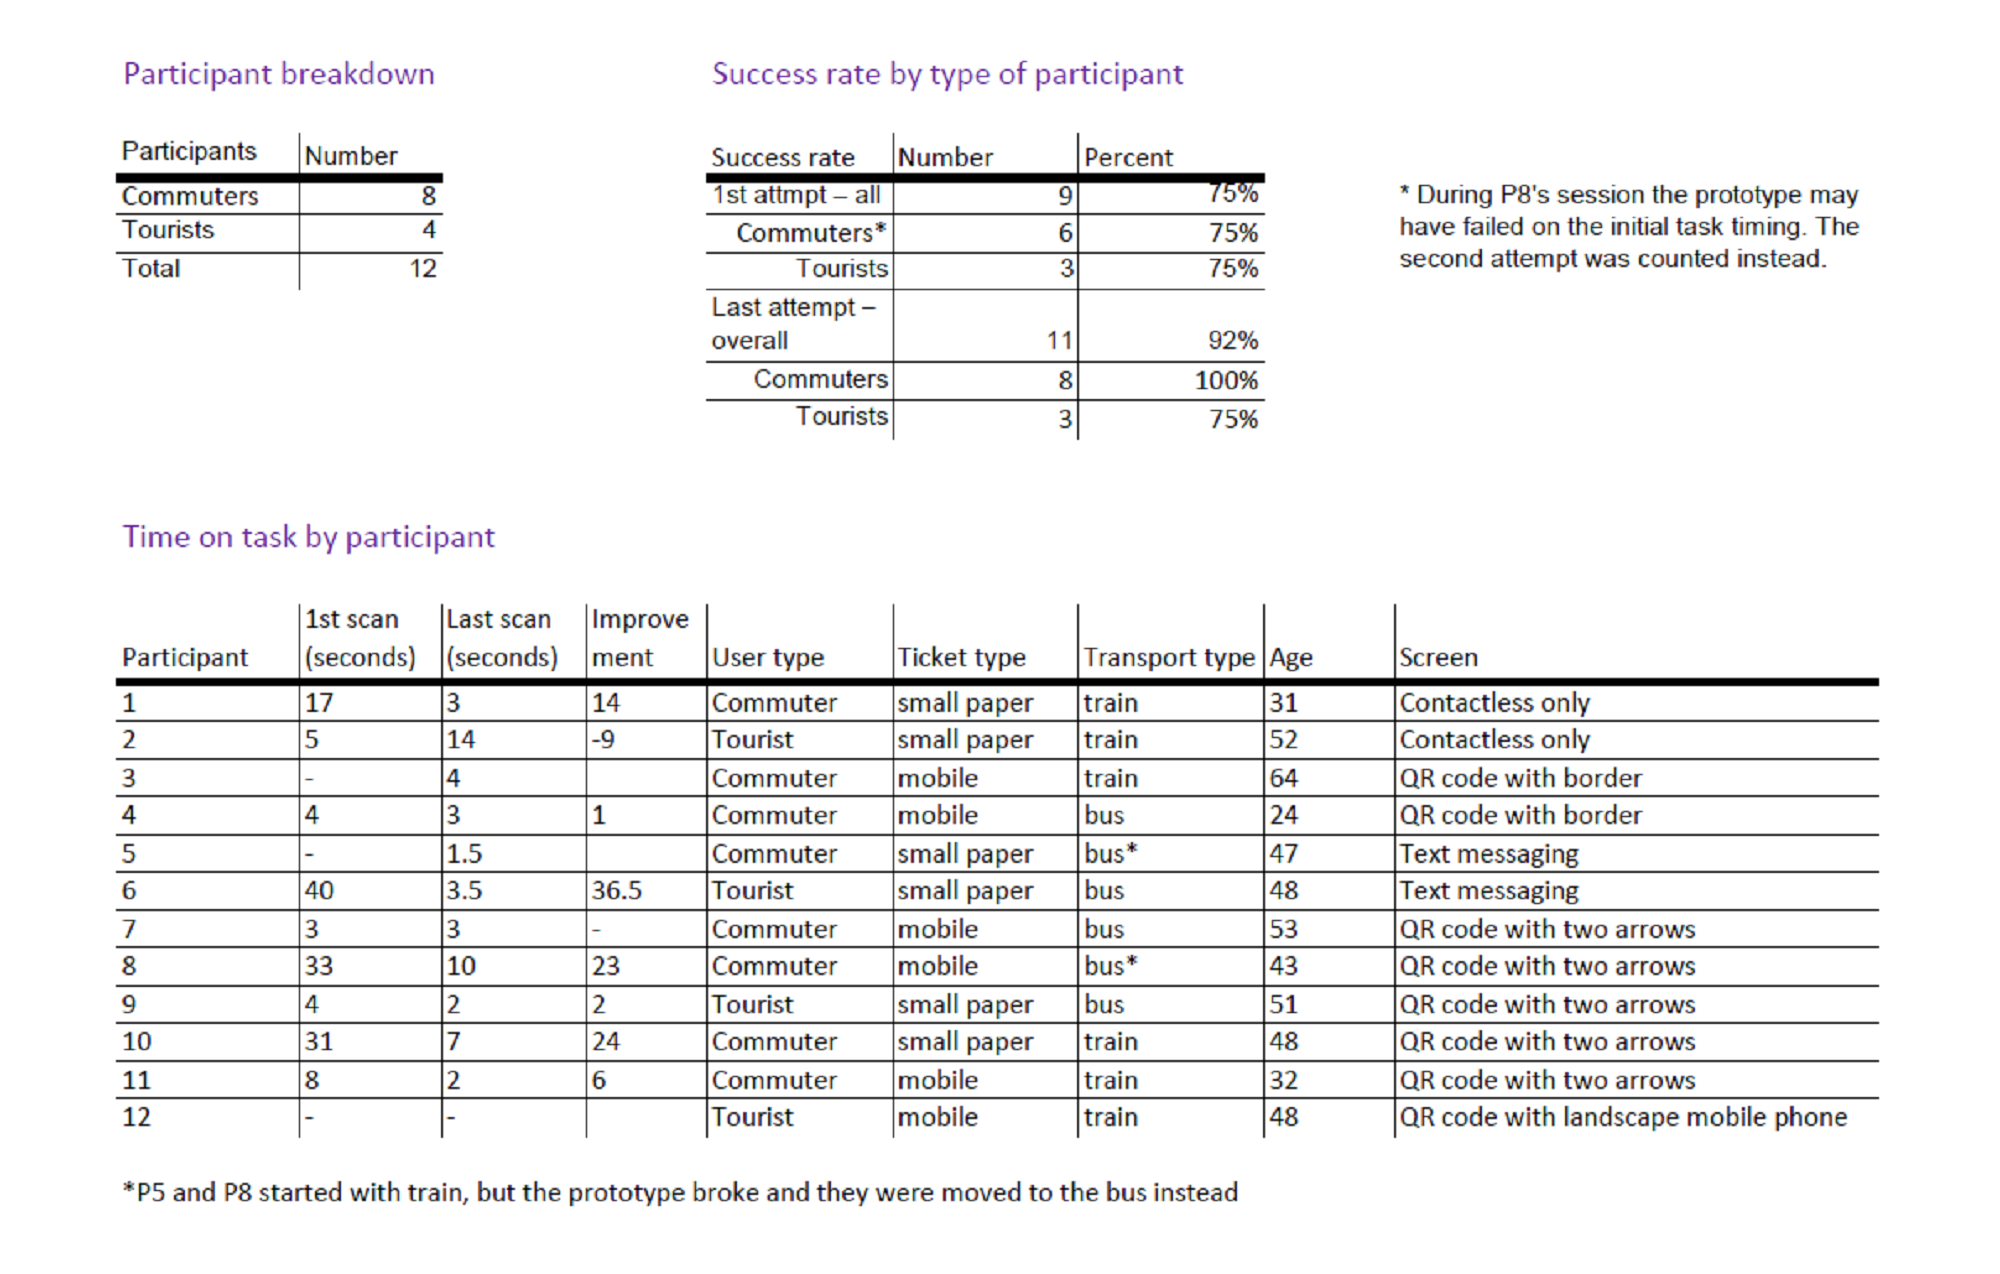 Participant breakdown
Participants Number
Commuters 8
Tourists 4
Total 12
Success rate by type of participant
Success rate Number Percent
1st attmpt – all 9 75%
Commuters* 6 75%
Tourists 3 75%
Last attempt –
overall 11 92%
Commuters 8 100%
Tourists 3 75%
* During P8's session the prototype may
have failed on the initial task timing. The
second attempt was counted instead.
Time on task by participant
1st scan Last scan Improve
Participant (seconds) (seconds) ment User type Ticket type Transport type Age Screen
1 17 3 14 Commuter small paper train 31 Contactless only
2 5 14 -9 Tourist small paper train 52 Contactless only
3 - 4 Commuter mobile train 64 QR code with border
4 4 3 1 Commuter mobile bus 24 QR code with border
5 - 1.5 Commuter small paper bus* 47 Text messaging
6 40 3.5 36.5 Tourist small paper bus 48 Text messaging
7 3 3 - Commuter mobile bus 53 QR code with two arrows
8 33 10 23 Commuter mobile bus* 43 QR code with two arrows
9 4 2 2 Tourist small paper bus 51 QR code with two arrows
10 31 7 24 Commuter small paper train 48 QR code with two arrows
11 8 2 6 Commuter mobile train 32 QR code with two arrows
12 - - Tourist mobile train 48 QR code with landscape mobile phone
*P5 and P8 started with train, but the prototype broke and they were moved to the bus instead